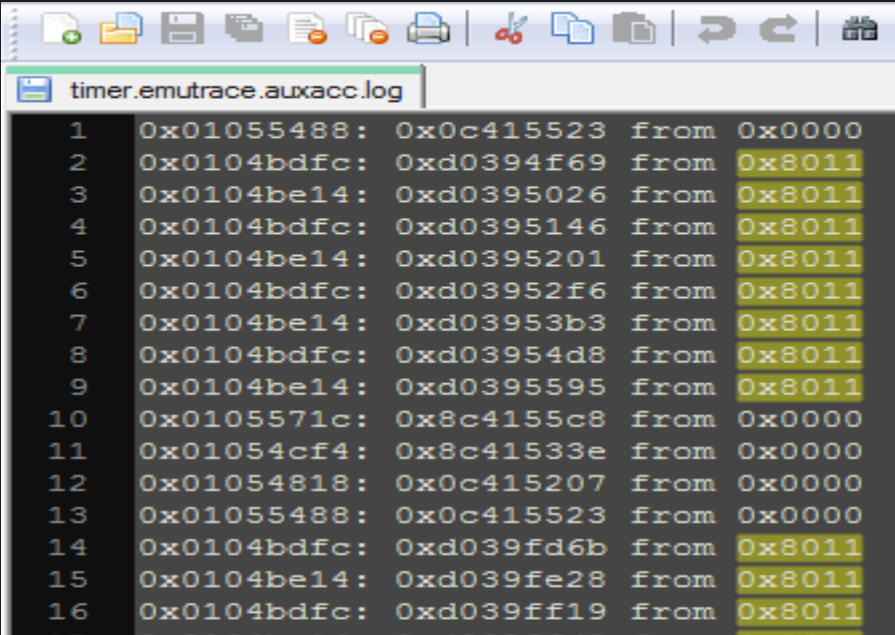 timer.emutrace.auxacc.log
1 0x01055488: 0x0c415523 from 0x0000
2 0x0104bdfc: 0xd0394f69 from 0x8011
3 0x0104be14: 0xd0395026 from 0x8011
4 0x0104bdfc: 0xd0395146 from 0x8011
5 0x0104be14: 0xd0395201 from 0x8011
6 0x0104bdfc: 0xd03952f6 from 0x8011
7 0x0104be14: 0xd03953b3 from 0x8011
8 0x0104bdfc: 0xd03954d8 from 0x8011
9 0x0104be14: 0xd0395595 from 0x8011
10 0x0105571c: 0x8c4155c8 from 0x0000
11 0x01054cf4: 0x8c41533e from 0x0000
12 0x01054818: 0x0c415207 from 0x0000
13 0x01055488: 0x0c415523 from 0x0000
14 0x0104bdfc: 0xd039fd6b from 0x8011
15 0x0104be14: 0xd039fe28 from 0x8011
16 0x0104bdfc: 0xd039ff19 from 0x8011